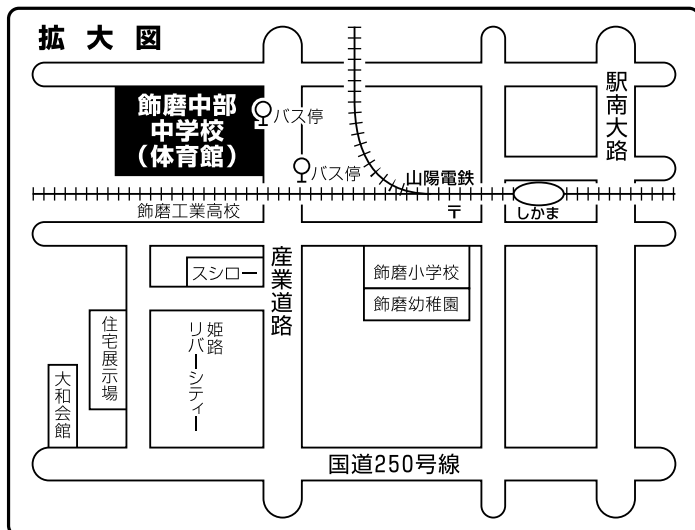 拡大図
飾磨中部
中学校
（体育館）
バス停
バス停
駅南大路
山陽電鉄
飾磨工業高校
〒
しかま
産業道路
スシロー
飾磨小学校
飾磨幼稚園
住宅展示場
姫路
リバーシティー
大和会館
国道250号線